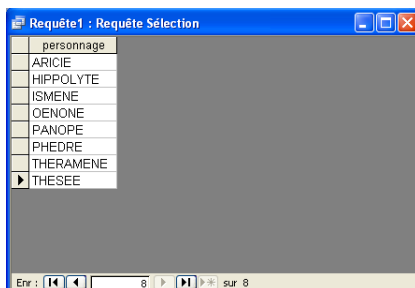 Requête1 : Requête Sélection
personnage
ARICIE
HIPPOLYTE
ISMENE
OENONE
PANOPE
PHEDRE
THERAMENE
THESEE
Enr : 8 sur 8